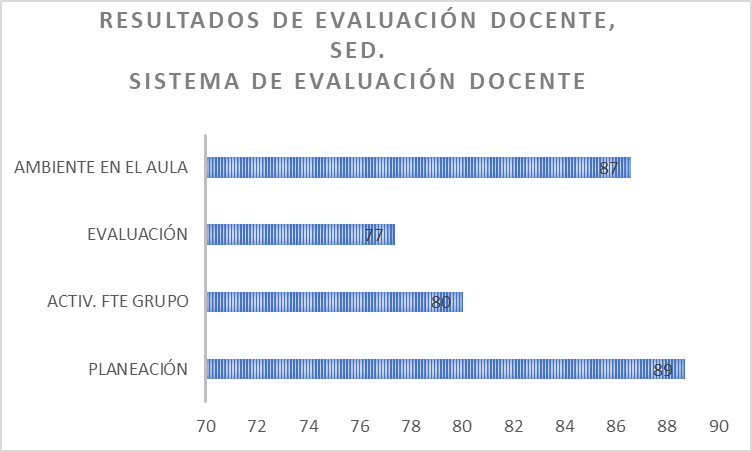 RESULTADOS DE EVALUACIÓN DOCENTE,
SED.
SISTEMA DE EVALUACIÓN DOCENTE
AMBIENTE EN EL AULA 87
EVALUACIÓN 77
ACTIV. FTE GRUPO 80
PLANEACIÓN 89
70 72 74 76 78 80 82 84 86 88 90